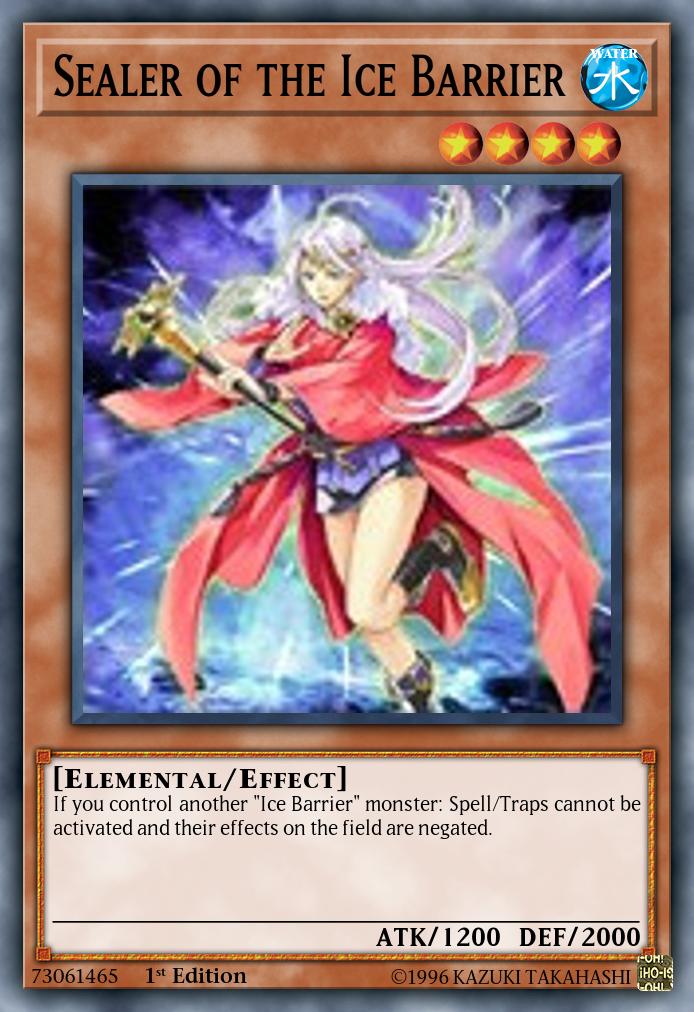 Sealer of the Ice Barrier
WATER
水
[Elemental/Effect]
If you control another "Ice Barrier" monster: Spell/Traps cannot be
activated and their effects on the field are negated.
ATK/1200 DEF/2000
73061465 1st Edition ©1996 KAZUKI TAKAHASHI